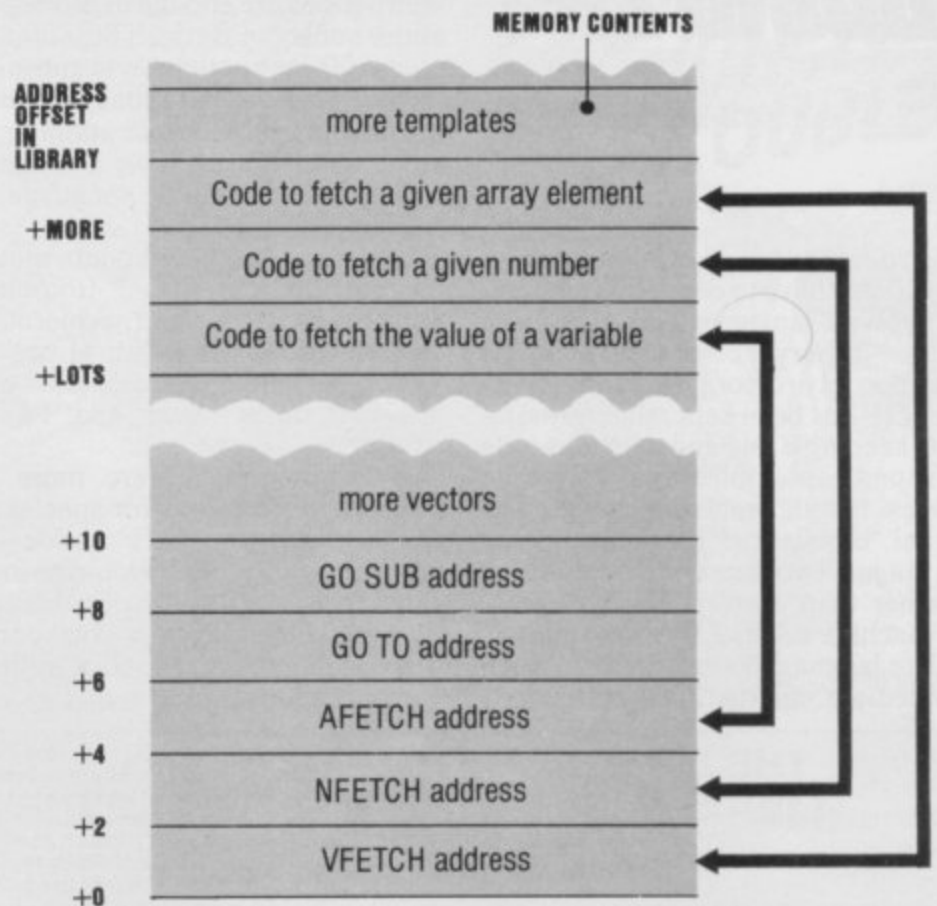 MEMORY CONTENTS
ADDRESS
OFFSET
IN
LIBRARY
more templates
Code to fetch a given array element
+MORE
Code to fetch a given number
Code to fetch the value of a variable
+LOTS
more vectors
+10
GO SUB address
+8
GO TO address
+6
AFETCH address
+4
NFETCH address
+2
VFETCH address
+0